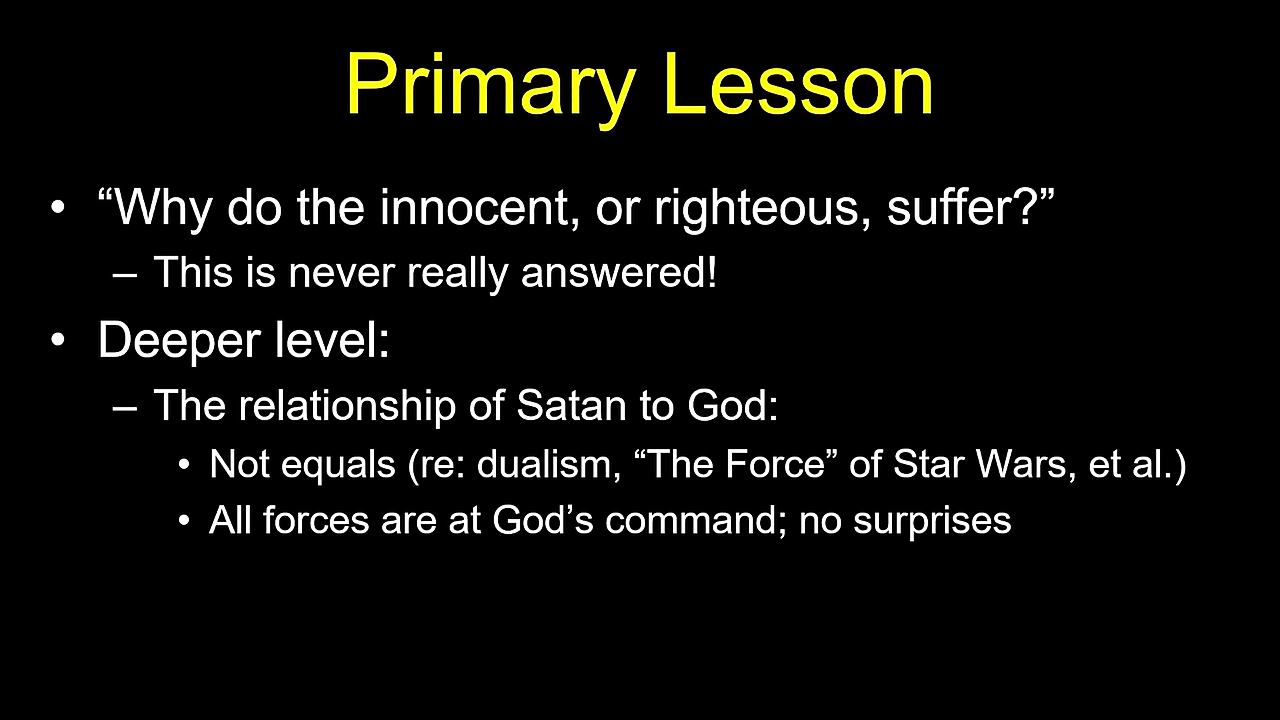 Primary Lesson
• “Why do the innocent, or righteous, suffer?”
– This is never really answered!
• Deeper level:
– The relationship of Satan to God:
• Not equals (re: dualism, “The Force” of Star Wars, et al.)
• All forces are at God’s command; no surprises